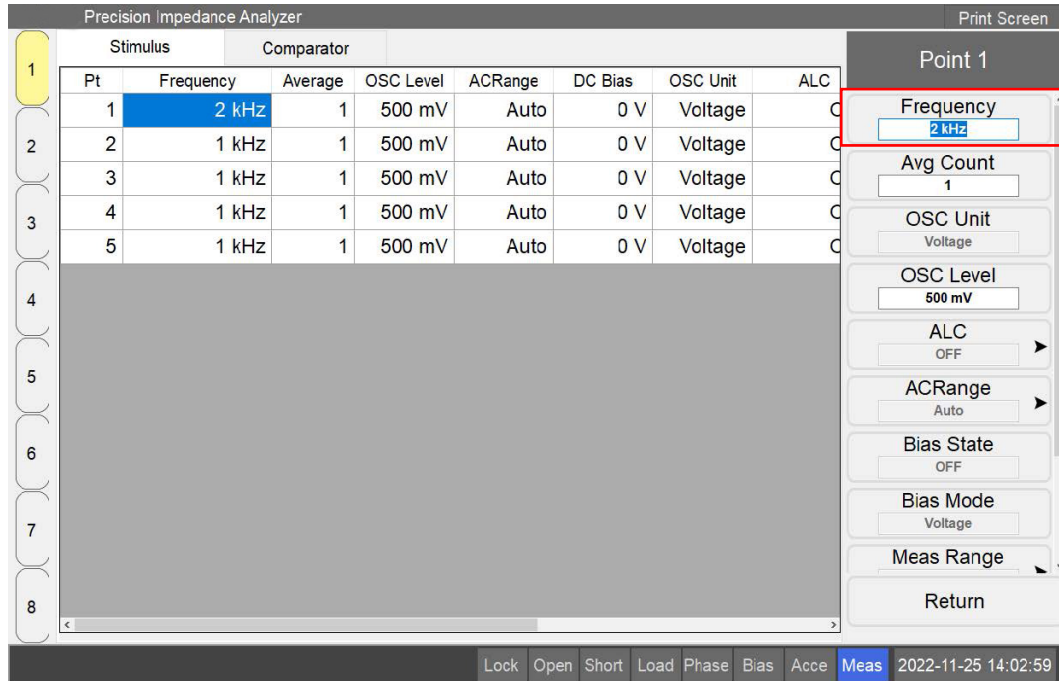 Precision Impedance Analyzer Print Screen
Stimulus Comparator
Pt Frequency Average OSC Level ACRange DC Bias OSC Unit ALC
1 2 kHz 1 500 mV Auto 0 V Voltage
2 1 kHz 1 500 mV Auto 0 V Voltage
3 1 kHz 1 500 mV Auto 0 V Voltage
4 1 kHz 1 500 mV Auto 0 V Voltage
5 1 kHz 1 500 mV Auto 0 V Voltage
1
2
3
4
5
6
7
8
Point 1
Frequency
2 kHz
Avg Count
1
OSC Unit
Voltage
OSC Level
500 mV
ALC
OFF
ACRange
Auto
Bias State
OFF
Bias Mode
Voltage
Meas Range
Return
Lock Open Short Load Phase Bias Acce Meas 2022-11-25 14:02:59